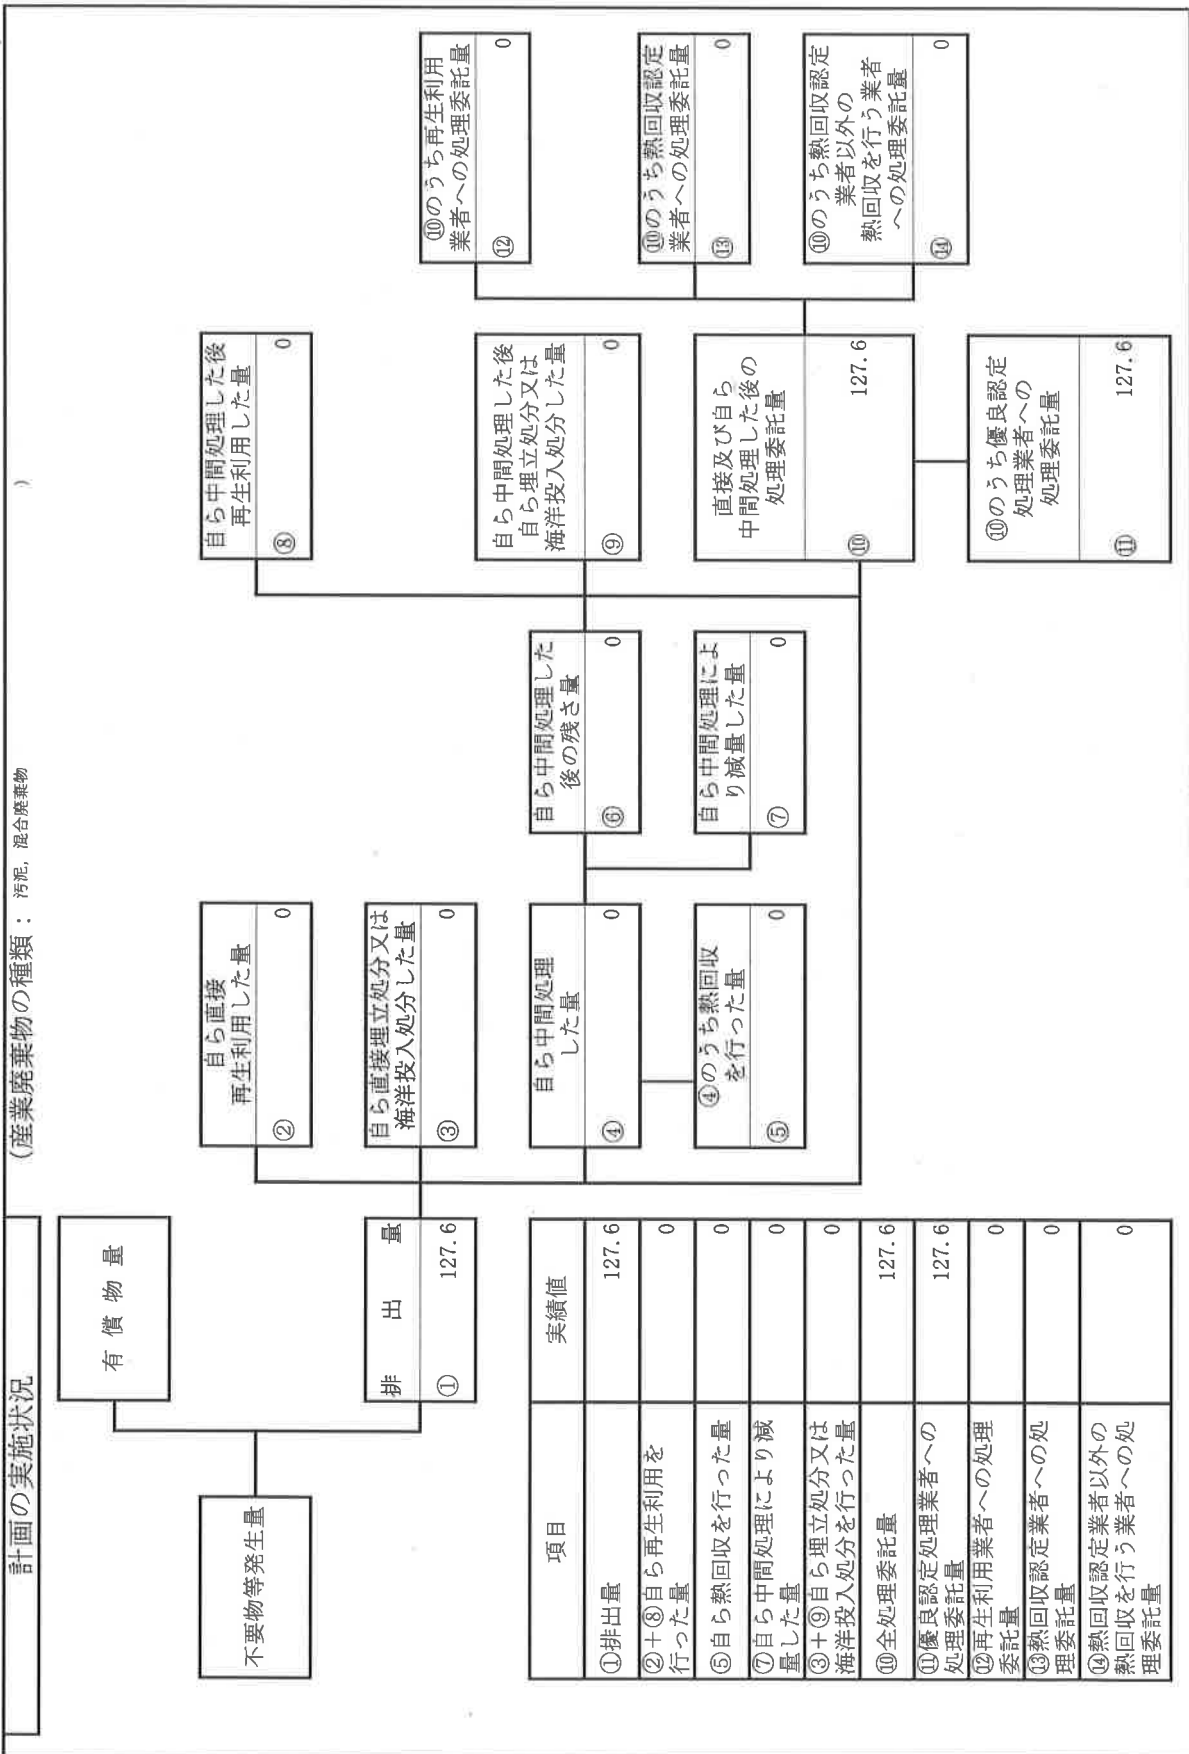 計画の実施状況
(産業廃棄物の種類：汚泥，混合廃棄物
)
不要物等発生量
有償物量
排出量
① 127.6
自ら直接
再生利用した量
② 0
自ら直接埋立処分又は
海洋投入処分した量
③ 0
自ら中間処理
した量
④ 0
④のうち熱回収
を行った量
⑤ 0
自ら中間処理した
後の残さ量
⑥ 0
自ら中間処理によ
り減量した量
⑦ 0
自ら中間処理した後
再生利用した量
⑧ 0
自ら中間処理した後
自ら埋立処分又は
海洋投入処分した量
⑨ 0
直接及び自ら
中間処理した後の
処理委託量
⑩ 127.6
⑩のうち優良認定
処理業者への
処理委託量
⑪ 127.6
⑩のうち再生利用
業者への処理委託量
⑫ 0
⑩のうち熱回収認定
業者への処理委託量
⑬ 0
⑩のうち熱回収認定
業者以外の
熱回収を行う業者
への処理委託量
⑭ 0
項目 実績値
①排出量 127.6
②＋⑧自ら再生利用を
行った量 0
⑤自ら熱回収を行った量 0
⑦自ら中間処理により減
量した量 0
③＋⑨自ら埋立処分又は
海洋投入処分を行った量 0
⑩全処理委託量 127.6
⑪優良認定処理業者への
処理委託量 127.6
⑫再生利用業者への処理
委託量 0
⑬熱回収認定業者への処
理委託量 0
⑭熱回収認定業者以外の
熱回収を行う業者への処
理委託量 0